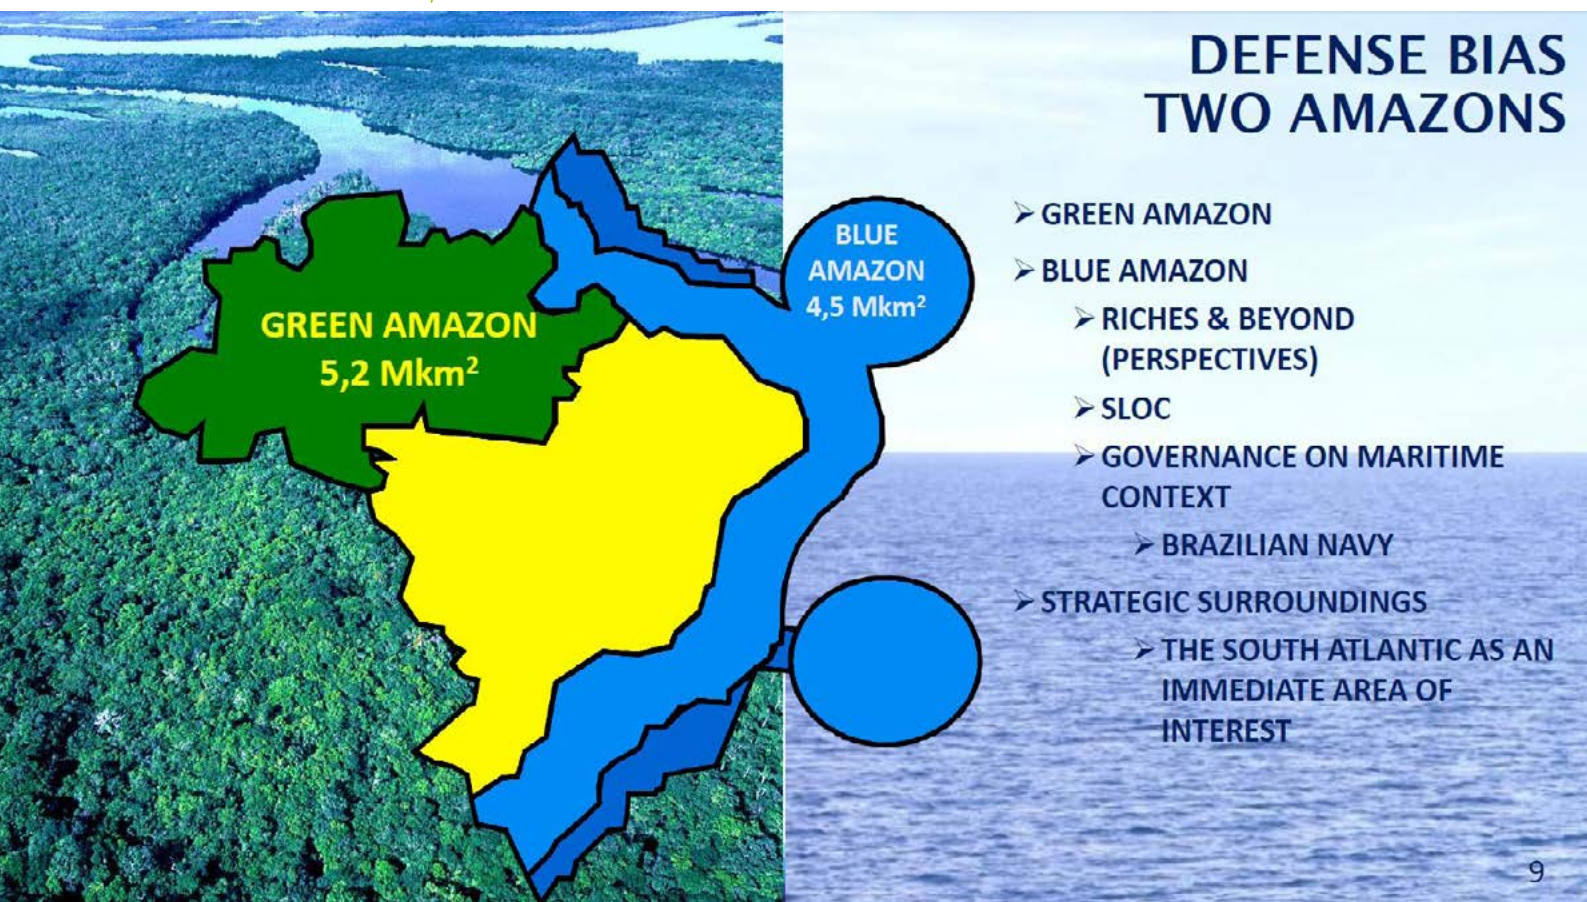 DEFENSE BIAS
TWO AMAZONS
GREEN AMAZON
5,2 Mkm²
BLUE
AMAZON
4,5 Mkm²
➢ GREEN AMAZON
➢ BLUE AMAZON
➢ RICHES & BEYOND
(PERSPECTIVES)
➢ SLOC
➢ GOVERNANCE ON MARITIME
CONTEXT
➢ BRAZILIAN NAVY
➢ STRATEGIC SURROUNDINGS
➢ THE SOUTH ATLANTIC AS AN
IMMEDIATE AREA OF
INTEREST
9